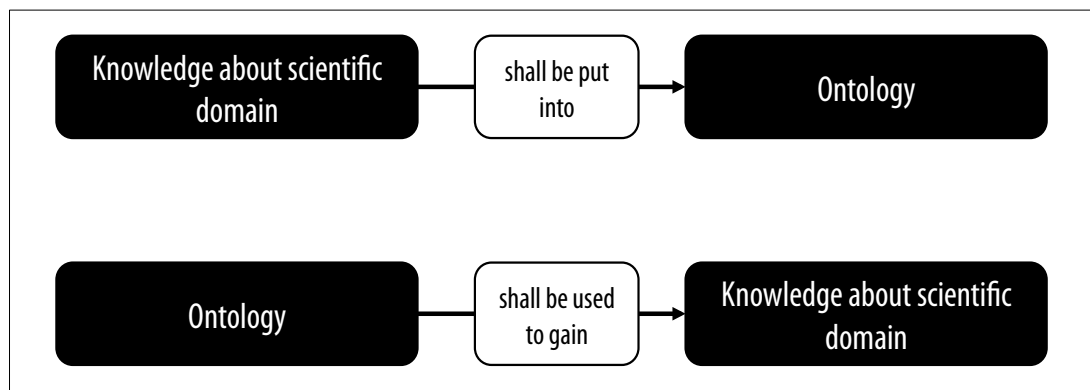 Knowledge about scientific
domain
shall be put
into
Ontology
Ontology
shall be used
to gain
Knowledge about scientific
domain